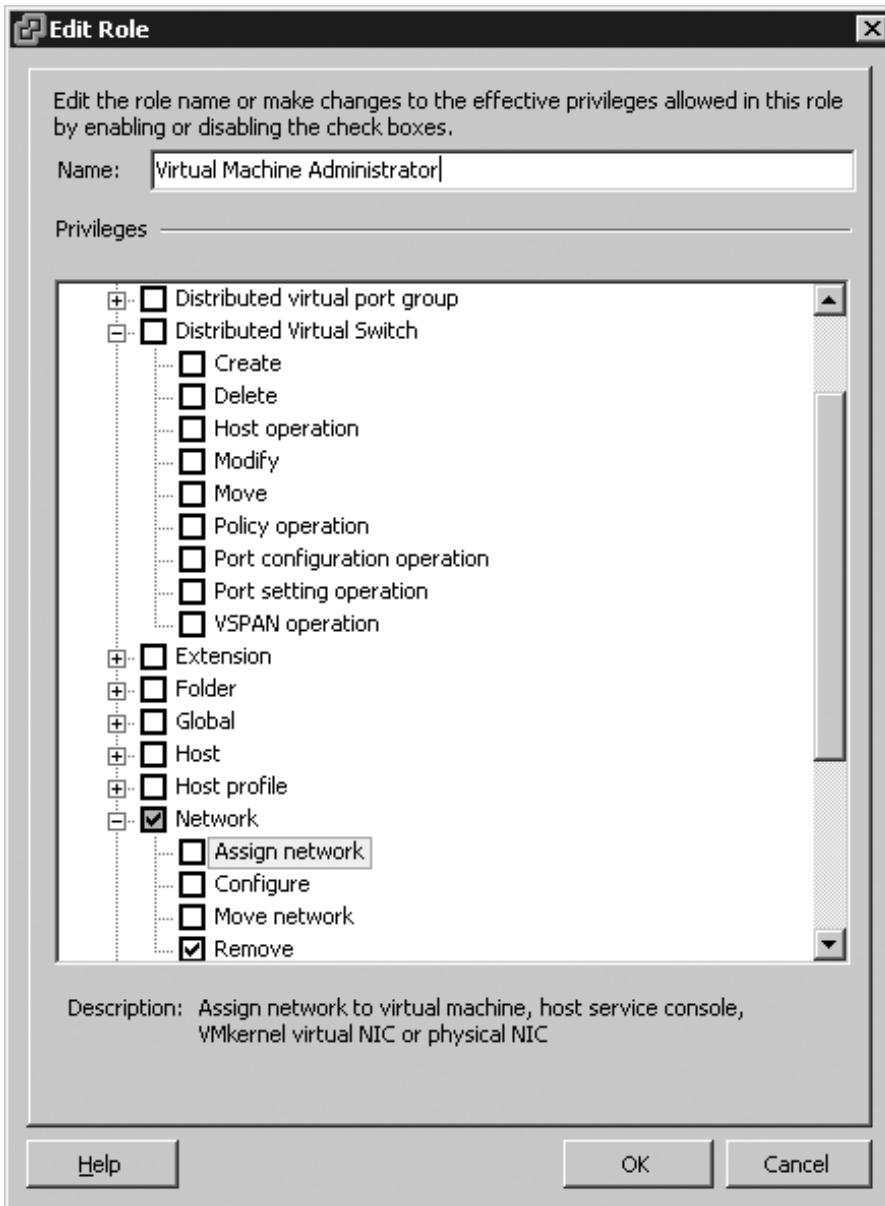 Edit Role
Edit the role name or make changes to the effective privileges allowed in this role
by enabling or disabling the check boxes.
Name: Virtual Machine Administrator
Privileges
Distributed virtual port group
Distributed Virtual Switch
Create
Delete
Host operation
Modify
Move
Policy operation
Port configuration operation
Port setting operation
VSPAN operation
Extension
Folder
Global
Host
Host profile
Network
Assign network
Configure
Move network
Remove
Description: Assign network to virtual machine, host service console,
VMkernel virtual NIC or physical NIC
Help OK Cancel